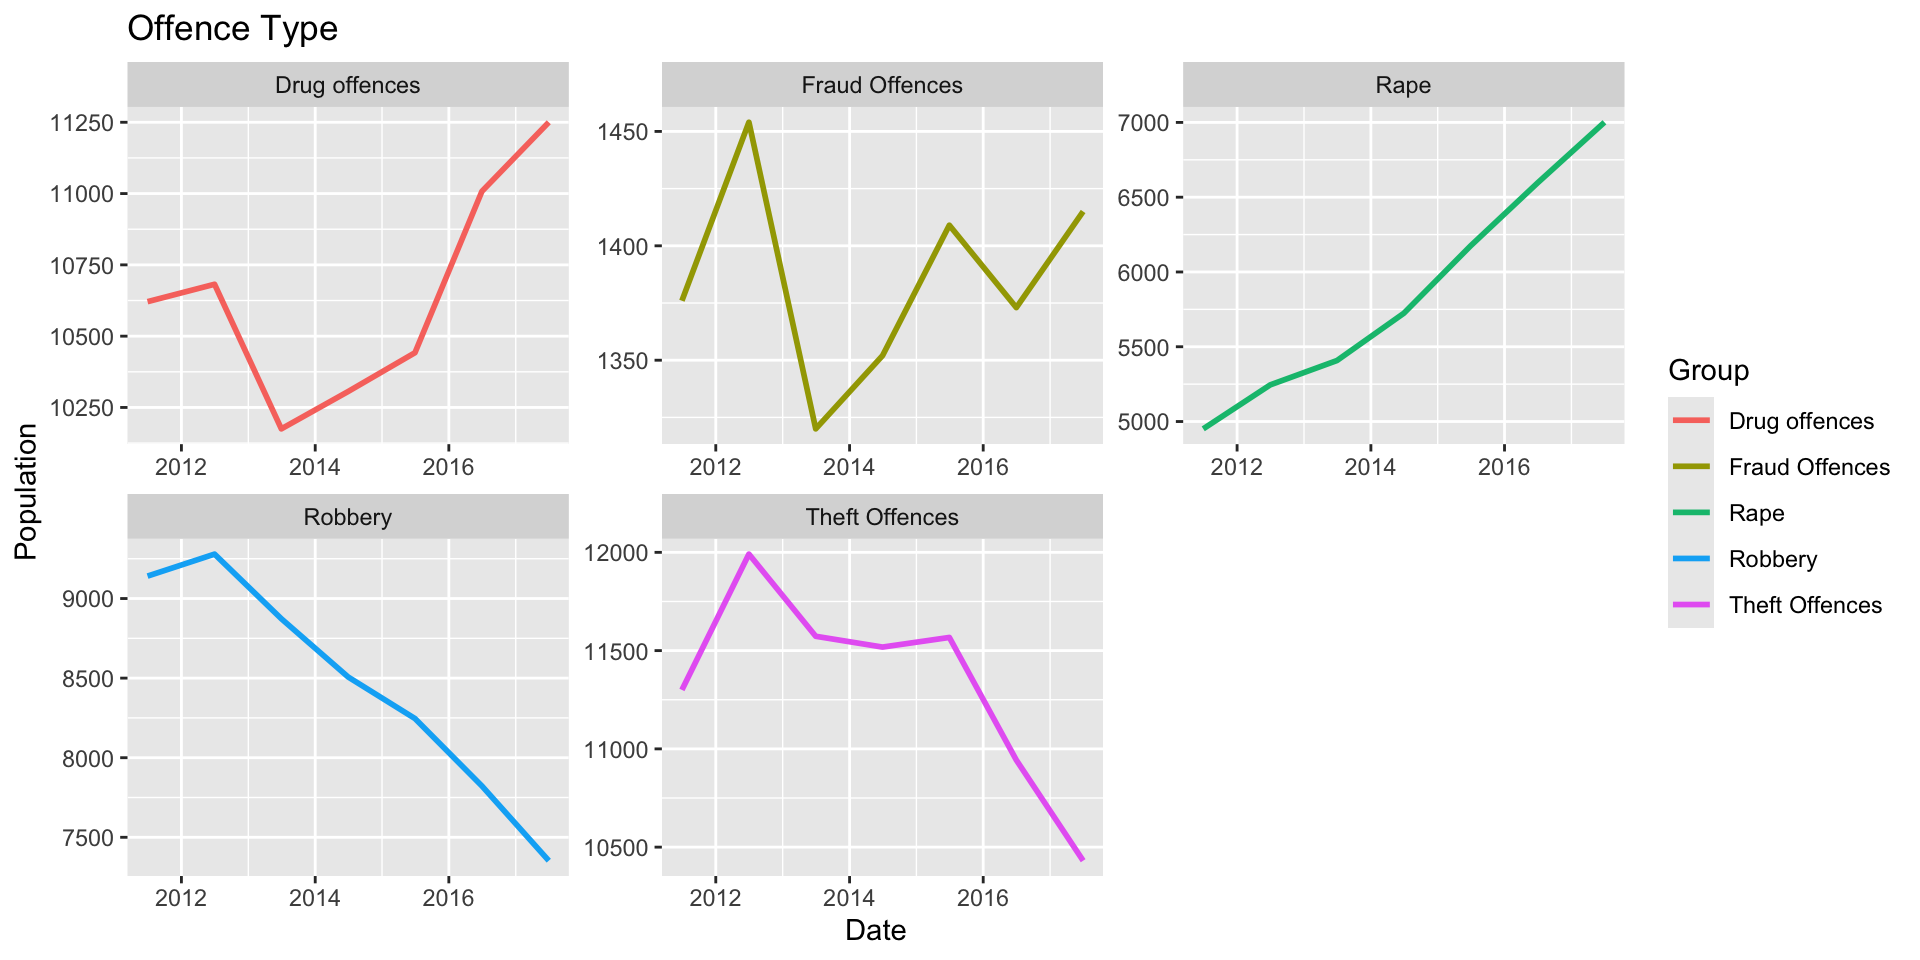 Offence Type
Drug offences
11250
11000
10750
10500
10250
2012 2014 2016
Fraud Offences
1450
1400
1350
2012 2014 2016
Rape
7000
6500
6000
5500
5000
2012 2014 2016
Population
Robbery
9000
8500
8000
7500
2012 2014 2016
Theft Offences
12000
11500
11000
10500
2012 2014 2016
Date
Group
Drug offences
Fraud Offences
Rape
Robbery
Theft Offences